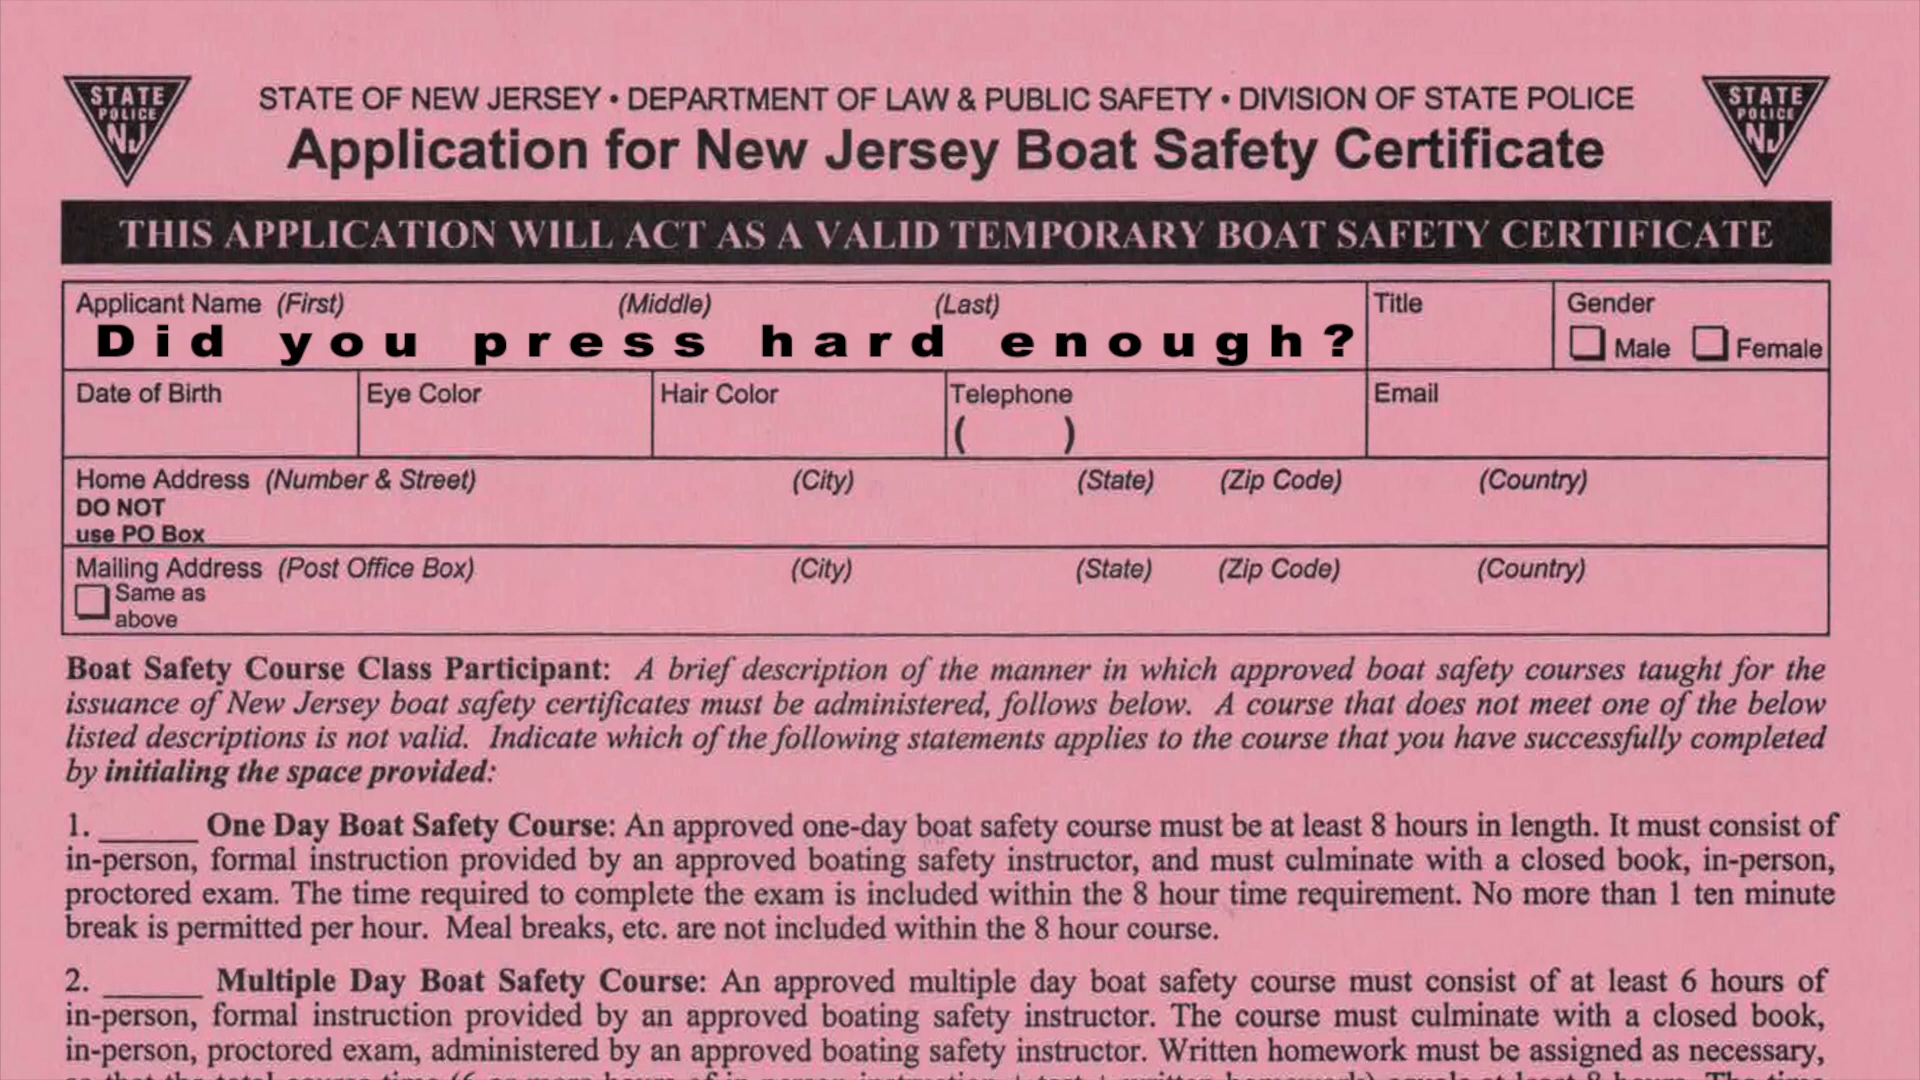 STATE POLICE NJ
STATE OF NEW JERSEY • DEPARTMENT OF LAW & PUBLIC SAFETY • DIVISION OF STATE POLICE
STATE POLICE NJ
Application for New Jersey Boat Safety Certificate
THIS APPLICATION WILL ACT AS A VALID TEMPORARY BOAT SAFETY CERTIFICATE
Applicant Name (First) (Middle) (Last) Title Gender
Did you press hard enough? Male Female
Date of Birth Eye Color Hair Color Telephone Email
( )
Home Address (Number & Street) (City) (State) (Zip Code) (Country)
DO NOT
use PO Box
Mailing Address (Post Office Box) (City) (State) (Zip Code) (Country)
Same as
above
Boat Safety Course Class Participant: A brief description of the manner in which approved boat safety courses taught for the
issuance of New Jersey boat safety certificates must be administered, follows below. A course that does not meet one of the below
listed descriptions is not valid. Indicate which of the following statements applies to the course that you have successfully completed
by initialing the space provided:
1. ______ One Day Boat Safety Course: An approved one-day boat safety course must be at least 8 hours in length. It must consist of
in-person, formal instruction provided by an approved boating safety instructor, and must culminate with a closed book, in-person,
proctored exam. The time required to complete the exam is included within the 8 hour time requirement. No more than 1 ten minute
break is permitted per hour. Meal breaks, etc. are not included within the 8 hour course.
2. ______ Multiple Day Boat Safety Course: An approved multiple day boat safety course must consist of at least 6 hours of
in-person, formal instruction provided by an approved boating safety instructor. The course must culminate with a closed book,
in-person, proctored exam, administered by an approved boating safety instructor. Written homework must be assigned as necessary,